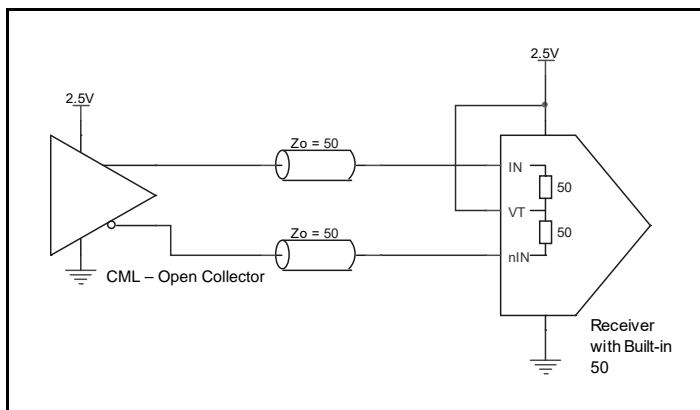 2.5V
2.5V
Zo = 50
IN
50
VT
50
Zo = 50
nIN
CML – Open Collector
Receiver
with Built-in
50